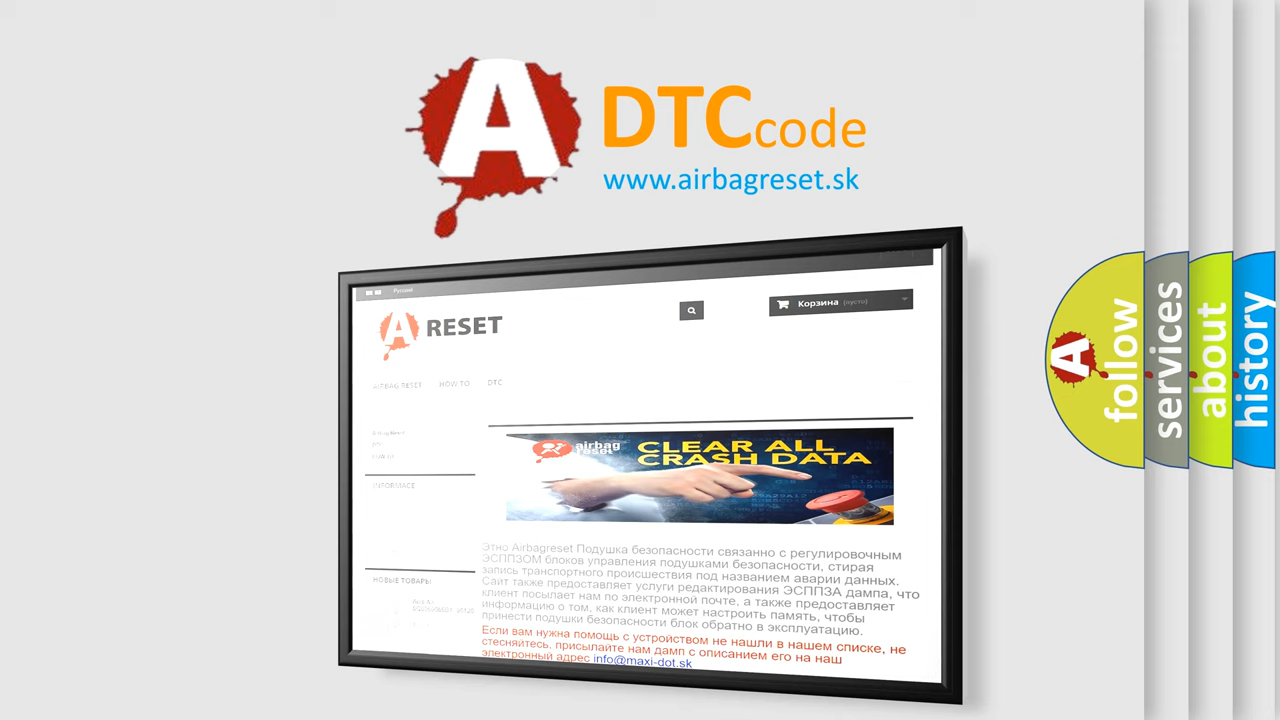 A
DTCcode
www.airbagreset.sk
Русский
A RESET
Корзина (пусто)
AIRBAG RESET HOW TO DTC
DTC
INFORMACE
airbag
reset
CLEAR ALL
CRASH DATA
Этно Airbagreset Подушка безопасности связанно с регулировочным
ЭСППЗОМ блоков управления подушками безопасности, стирая
запись транспортного происшествия под названием аварии данных.
Сайт также предоставляет услуги редактирования ЭСППЗА дампа, что
клиент посылает нам по электронной почте, а также предоставляет
информацию о том, как клиент может настроить память, чтобы
принести подушки безопасности блок обратно в эксплуатацию.
Если вам нужна помощь с устройством не нашли в нашем списке, не
стесняйтесь, присылайте нам дамп с описанием его на наш
электронный адрес info@maxi-dot.sk
НОВЫЕ ТОВАРЫ
A
follow
services
about
history